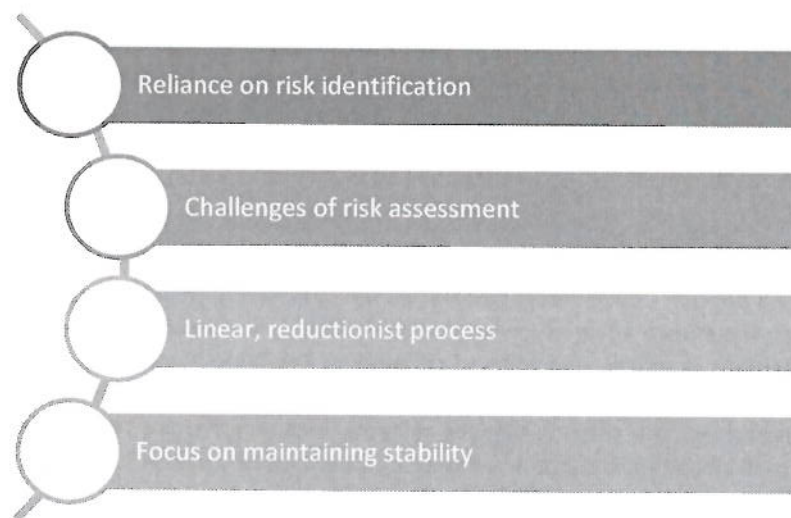 Reliance on risk identification
Challenges of risk assessment
Linear, reductionist process
Focus on maintaining stability